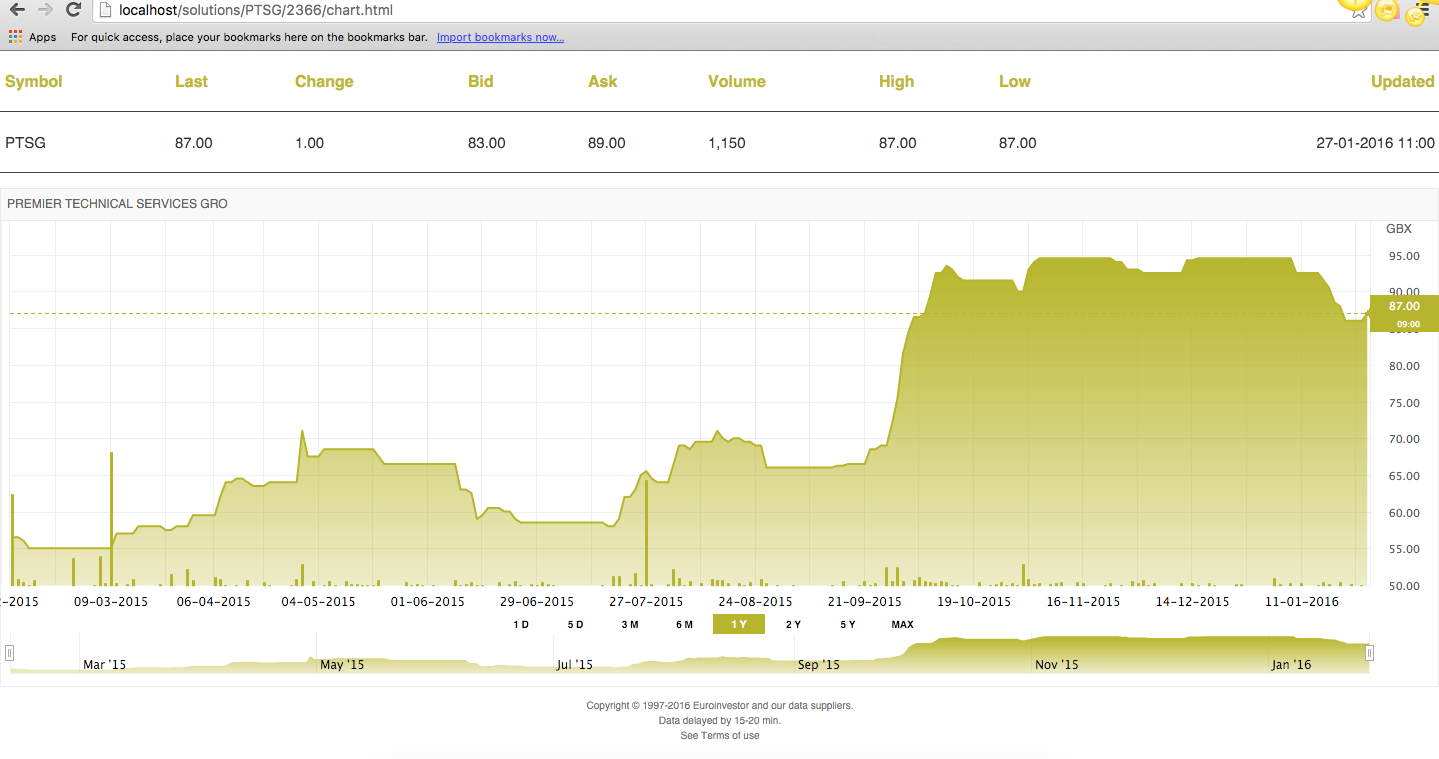 localhost/solutions/PTSG/2366/chart.html
Apps For quick access, place your bookmarks here on the bookmarks bar. Import bookmarks now...
Symbol Last Change Bid Ask Volume High Low Updated
PTSG 87.00 1.00 83.00 89.00 1,150 87.00 87.00 27-01-2016 11:00
PREMIER TECHNICAL SERVICES GRO
GBX
95.00
90.00
87.00
09:00
80.00
75.00
70.00
65.00
60.00
55.00
50.00
-2015 09-03-2015 06-04-2015 04-05-2015 01-06-2015 29-06-2015 27-07-2015 24-08-2015 21-09-2015 19-10-2015 16-11-2015 14-12-2015 11-01-2016
1 D 5 D 3 M 6 M 1 Y 2 Y 5 Y MAX
Mar '15 May '15 Jul '15 Sep '15 Nov '15 Jan '16
Copyright © 1997-2016 Euroinvestor and our data suppliers.
Data delayed by 15-20 min.
See Terms of use